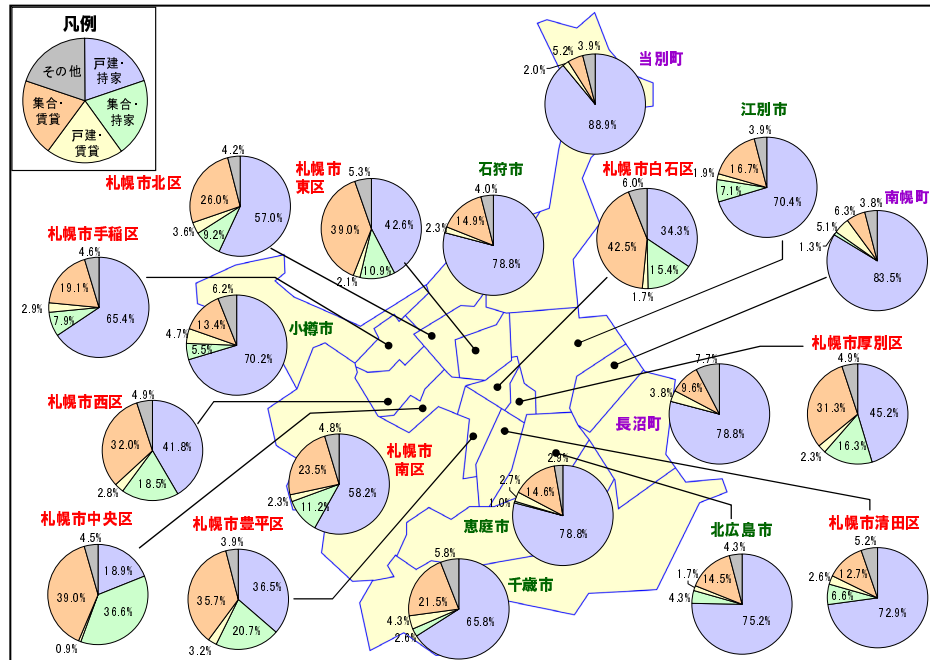 凡例
その他
戸建・
持家
集合・
賃貸
集合・
持家
戸建・
賃貸
当別町
5.2%
3.9%
2.0%
88.9%
江別市
3.9%
16.7%
1.9%
7.1%
70.4%
札幌市北区
4.2%
26.0%
57.0%
3.6%
9.2%
札幌市
東区
5.3%
39.0%
42.6%
10.9%
2.1%
石狩市
4.0%
14.9%
2.3%
78.8%
札幌市白石区
6.0%
34.3%
42.5%
15.4%
1.7%
南幌町
6.3%
3.8%
5.1%
1.3%
83.5%
札幌市手稲区
4.6%
19.1%
2.9%
7.9%
65.4%
小樽市
6.2%
13.4%
4.7%
5.5%
70.2%
札幌市厚別区
4.9%
31.3%
45.2%
16.3%
2.3%
長沼町
7.7%
9.6%
3.8%
78.8%
札幌市西区
4.9%
32.0%
41.8%
18.5%
2.8%
札幌市
南区
4.8%
23.5%
58.2%
2.3%
11.2%
恵庭市
2.9%
2.7%
14.6%
1.0%
78.8%
札幌市中央区
4.5%
18.9%
39.0%
36.6%
0.9%
札幌市豊平区
3.9%
36.5%
35.7%
20.7%
3.2%
千歳市
5.8%
21.5%
4.3%
65.8%
2.6%
北広島市
4.3%
1.7%
14.5%
4.3%
75.2%
札幌市清田区
5.2%
12.7%
2.6%
6.6%
72.9%